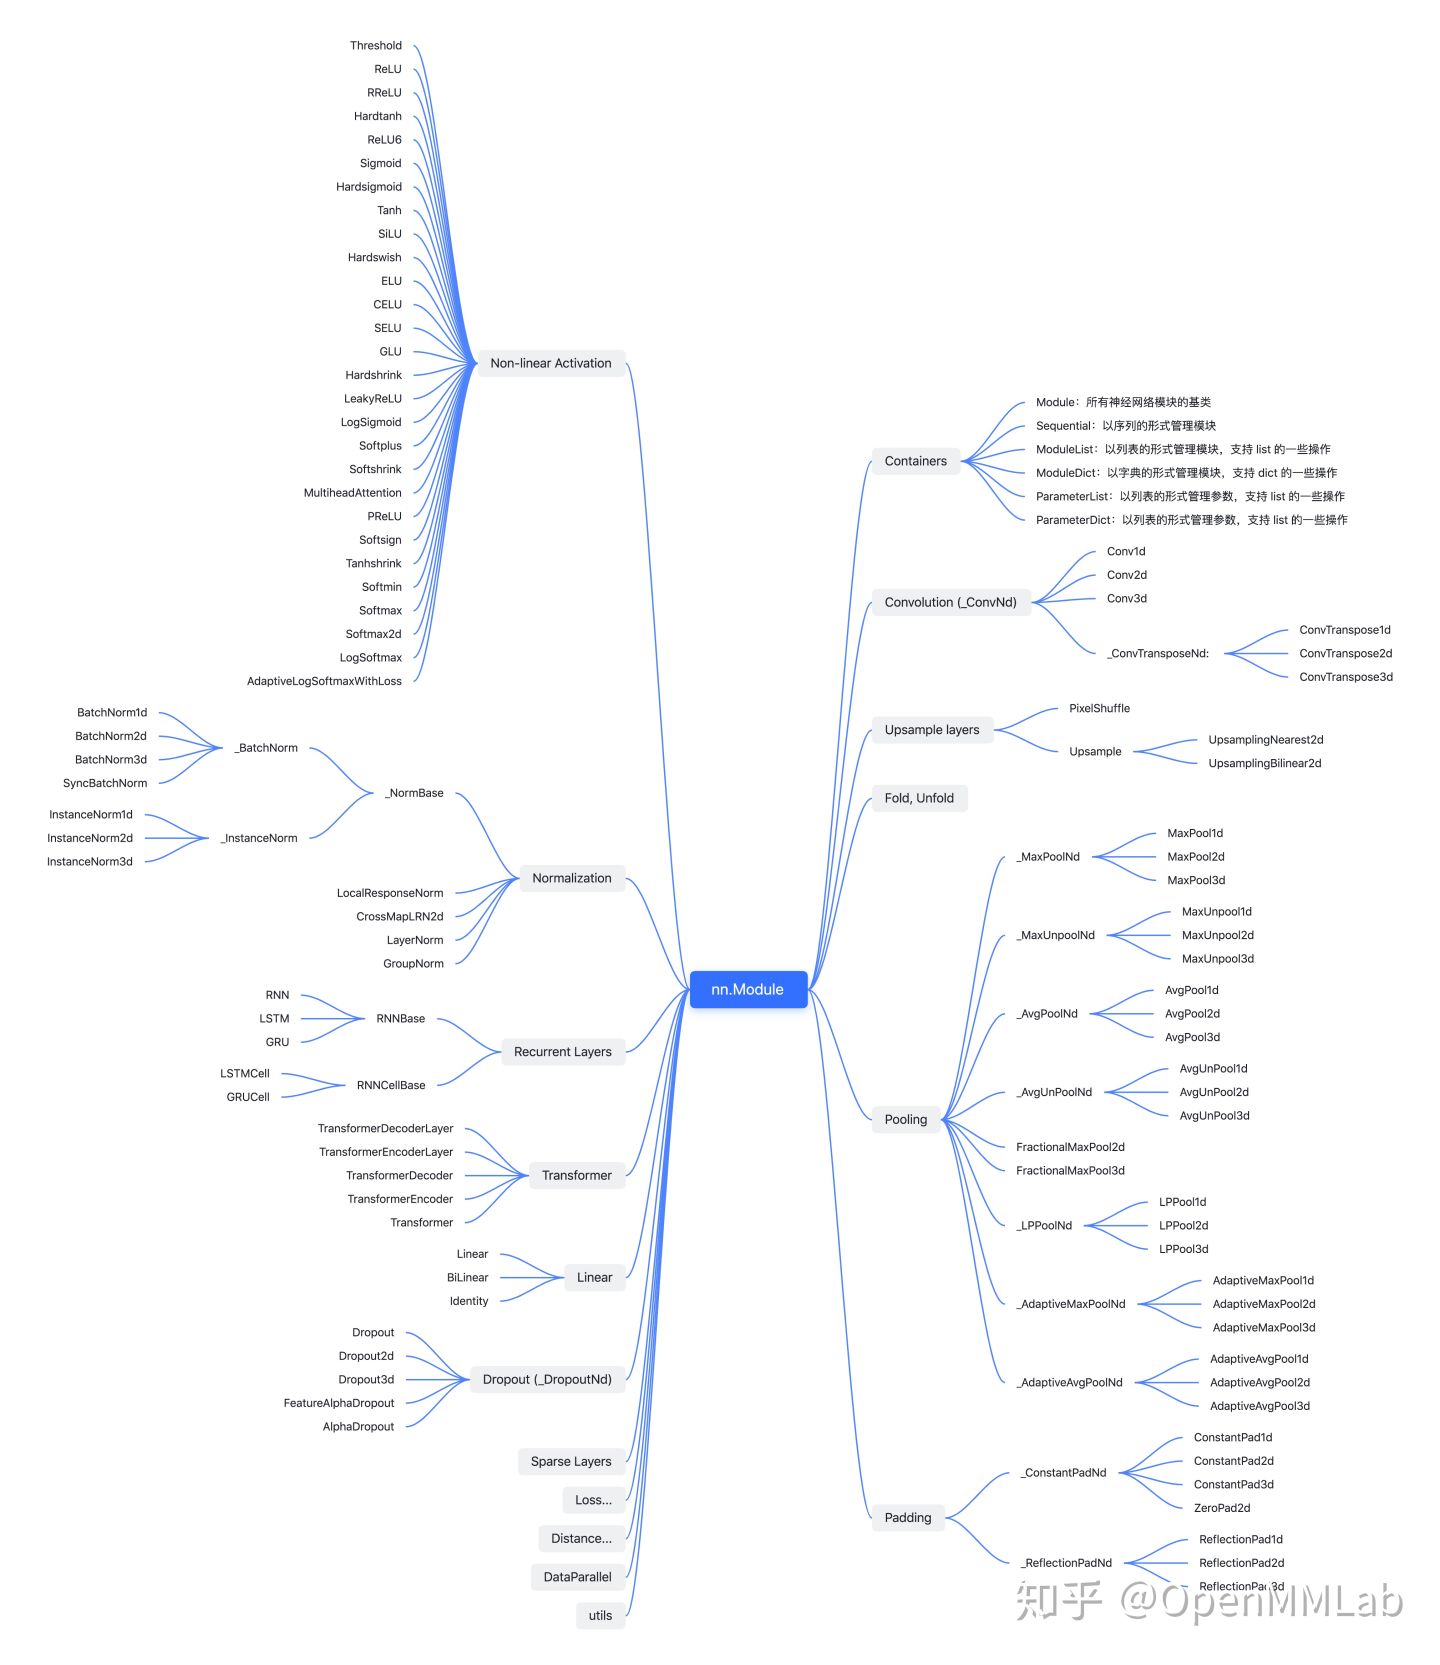 Threshold
ReLU
RReLU
Hardtanh
ReLU6
Sigmoid
Hardsigmoid
Tanh
SiLU
Hardswish
ELU
CELU
SELU
GLU
Hardshrink
LeakyReLU
LogSigmoid
Softplus
Softshrink
MultiheadAttention
PReLU
Softsign
Tanhshrink
Softmin
Softmax
Softmax2d
LogSoftmax
AdaptiveLogSoftmaxWithLoss
Non-linear Activation
BatchNorm1d
BatchNorm2d
BatchNorm3d
SyncBatchNorm
_BatchNorm
InstanceNorm1d
InstanceNorm2d
InstanceNorm3d
_InstanceNorm
_NormBase
LocalResponseNorm
CrossMapLRN2d
LayerNorm
GroupNorm
Normalization
RNN
LSTM
GRU
RNNBase
LSTMCell
GRUCell
RNNCellBase
Recurrent Layers
TransformerDecoderLayer
TransformerEncoderLayer
TransformerDecoder
TransformerEncoder
Transformer
Transformer
Linear
BiLinear
Identity
Linear
Dropout
Dropout2d
Dropout3d
FeatureAlphaDropout
AlphaDropout
Dropout (_DropoutNd)
Sparse Layers
Loss...
Distance...
DataParallel
utils
nn.Module
Containers
Module：所有神经网络模块的基类
Sequential：以序列的形式管理模块
ModuleList：以列表的形式管理模块，支持 list 的一些操作
ModuleDict：以字典的形式管理模块，支持 dict 的一些操作
ParameterList：以列表的形式管理参数，支持 list 的一些操作
ParameterDict：以列表的形式管理参数，支持 list 的一些操作
Convolution (_ConvNd)
Conv1d
Conv2d
Conv3d
_ConvTransposeNd:
ConvTranspose1d
ConvTranspose2d
ConvTranspose3d
Upsample layers
PixelShuffle
Upsample
UpsamplingNearest2d
UpsamplingBilinear2d
Fold, Unfold
Pooling
_MaxPoolNd
MaxPool1d
MaxPool2d
MaxPool3d
_MaxUnpoolNd
MaxUnpool1d
MaxUnpool2d
MaxUnpool3d
_AvgPoolNd
AvgPool1d
AvgPool2d
AvgPool3d
_AvgUnPoolNd
AvgUnPool1d
AvgUnPool2d
AvgUnPool3d
FractionalMaxPool2d
FractionalMaxPool3d
_LPPoolNd
LPPool1d
LPPool2d
LPPool3d
_AdaptiveMaxPoolNd
AdaptiveMaxPool1d
AdaptiveMaxPool2d
AdaptiveMaxPool3d
_AdaptiveAvgPoolNd
AdaptiveAvgPool1d
AdaptiveAvgPool2d
AdaptiveAvgPool3d
Padding
_ConstantPadNd
ConstantPad1d
ConstantPad2d
ConstantPad3d
ZeroPad2d
_ReflectionPadNd
ReflectionPad1d
ReflectionPad2d
ReflectionPad3d
知乎 @OpenMMLab